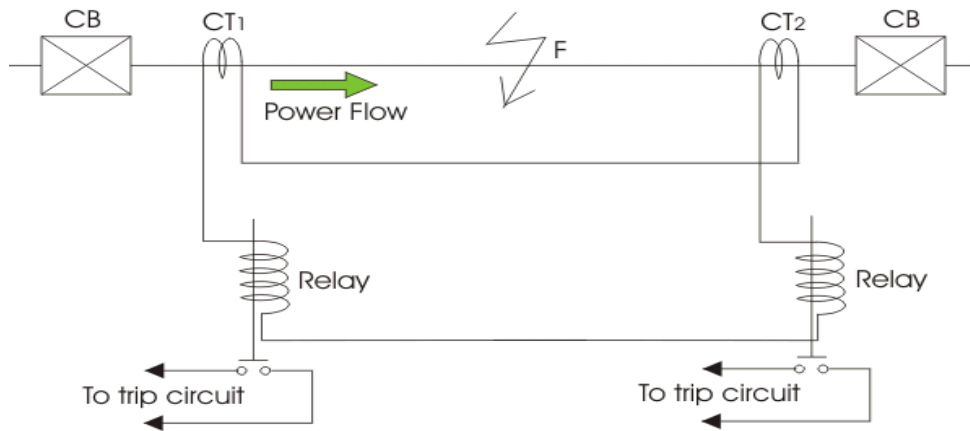 CB
CT1
CT2
CB
F
Power Flow
Relay
Relay
To trip circuit
To trip circuit